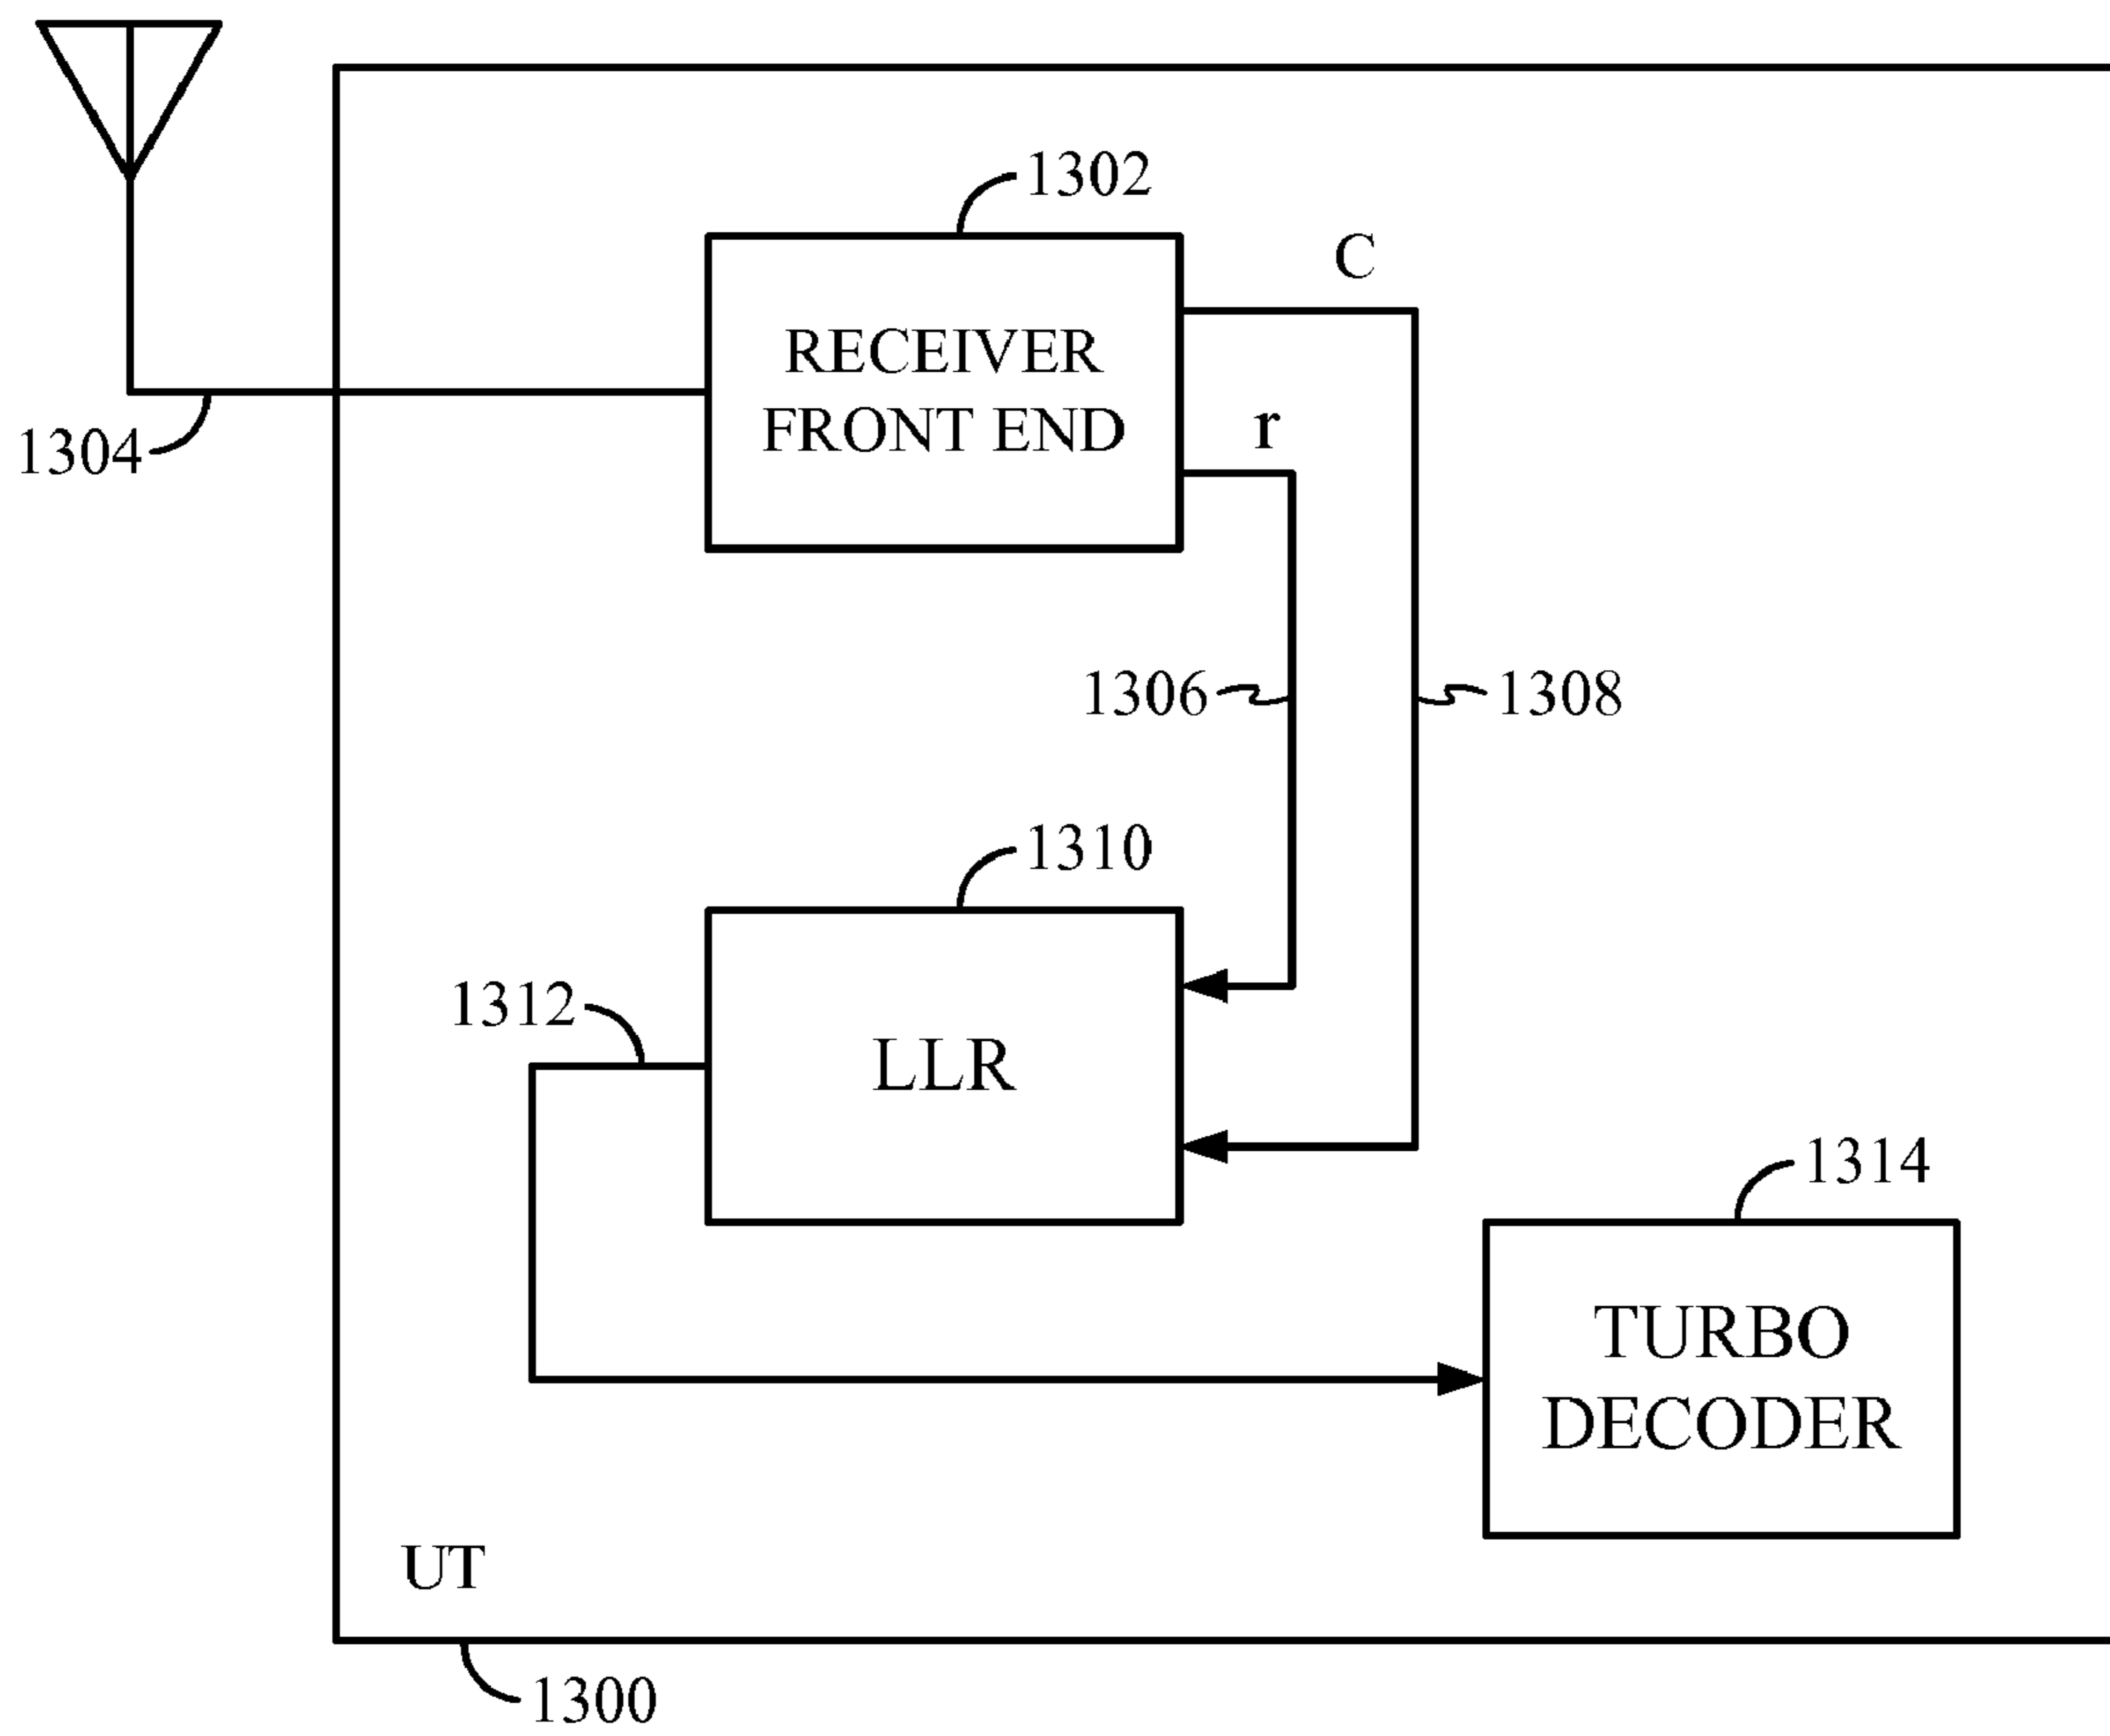 1302
C
RECEIVER
FRONT END
r
1304
1306
1308
1310
1312
LLR
1314
TURBO
DECODER
UT
1300